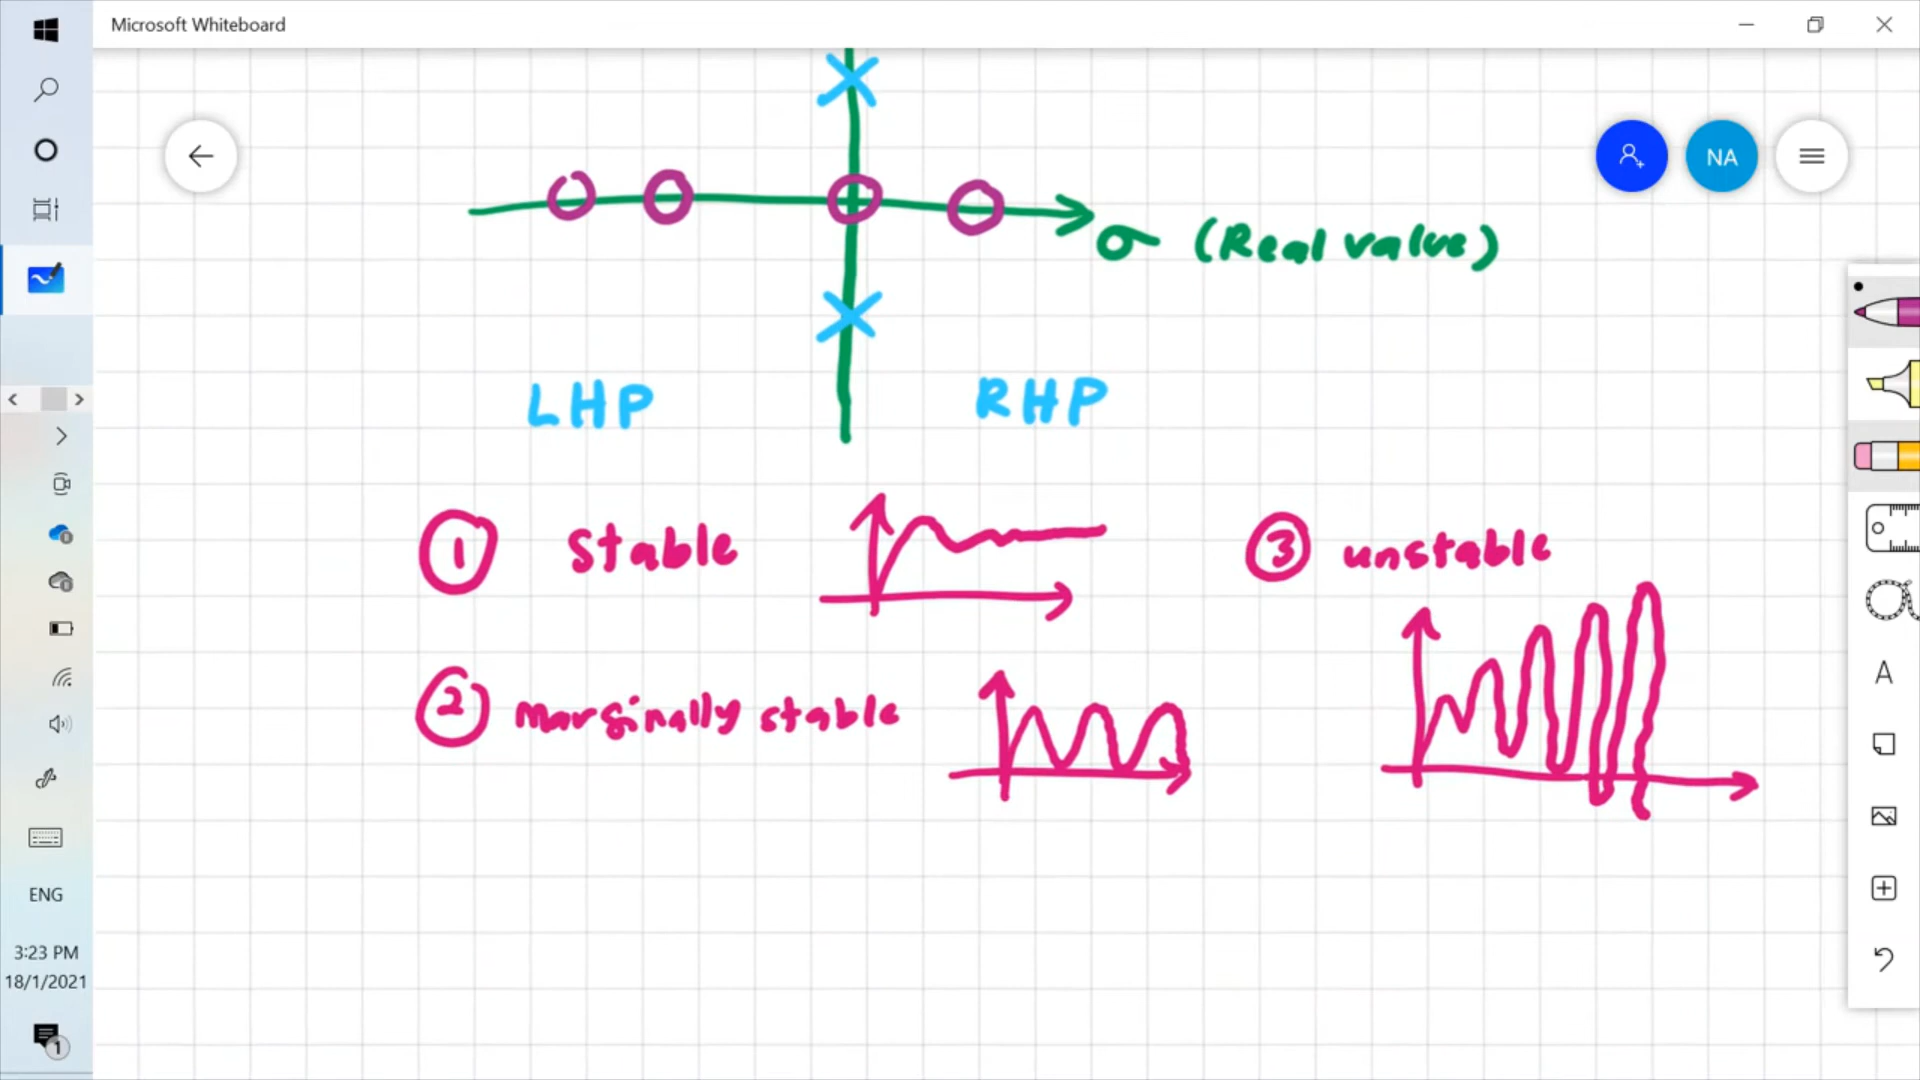 Microsoft Whiteboard
NA
σ (Real value)
LHP
RHP
① Stable
③ unstable
② marginally stable
A
ENG
3:23 PM
18/1/2021
1